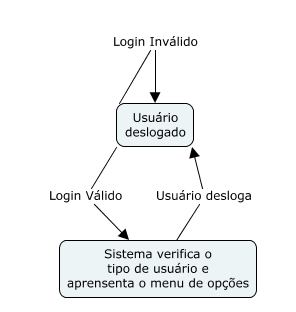 Login Inválido
Usuário
deslogado
Login Válido
Usuário desloga
Sistema verifica o
tipo de usuário e
aprensenta o menu de opções